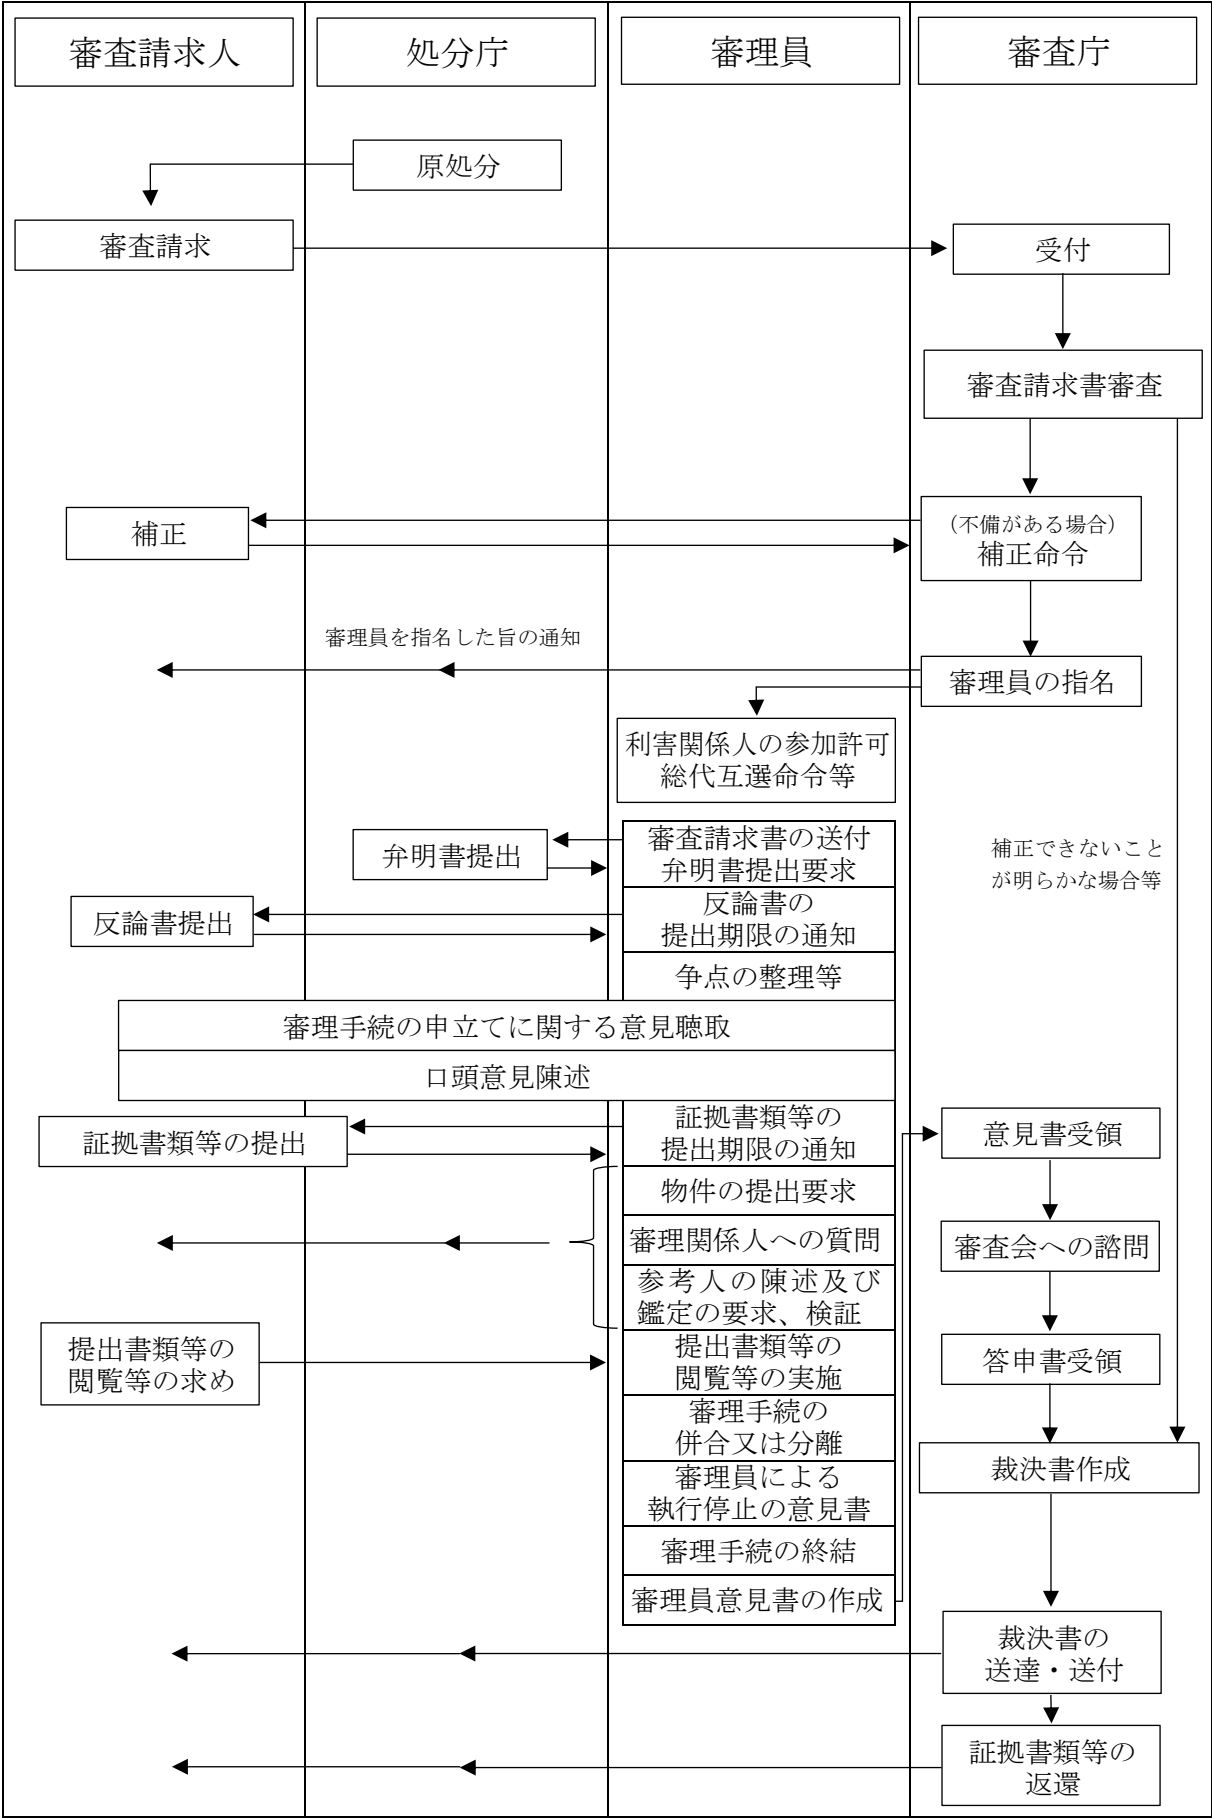 審査請求人
処分庁
審理員
審査庁
原処分
審査請求
受付
審査請求書審査
補正
（不備がある場合）
補正命令
審理員を指名した旨の通知
審理員の指名
利害関係人の参加許可
総代互選命令等
弁明書提出
審査請求書の送付
弁明書提出要求
補正できないこと
が明らかな場合等
反論書提出
反論書の
提出期限の通知
争点の整理等
審理手続の申立てに関する意見聴取
口頭意見陳述
証拠書類等の提出
証拠書類等の
提出期限の通知
意見書受領
物件の提出要求
審理関係人への質問
審査会への諮問
参考人の陳述及び
鑑定の要求、検証
提出書類等の
閲覧等の求め
提出書類等の
閲覧等の実施
答申書受領
審理手続の
併合又は分離
裁決書作成
審理員による
執行停止の意見書
審理手続の終結
審理員意見書の作成
裁決書の
送達・送付
証拠書類等の
返還